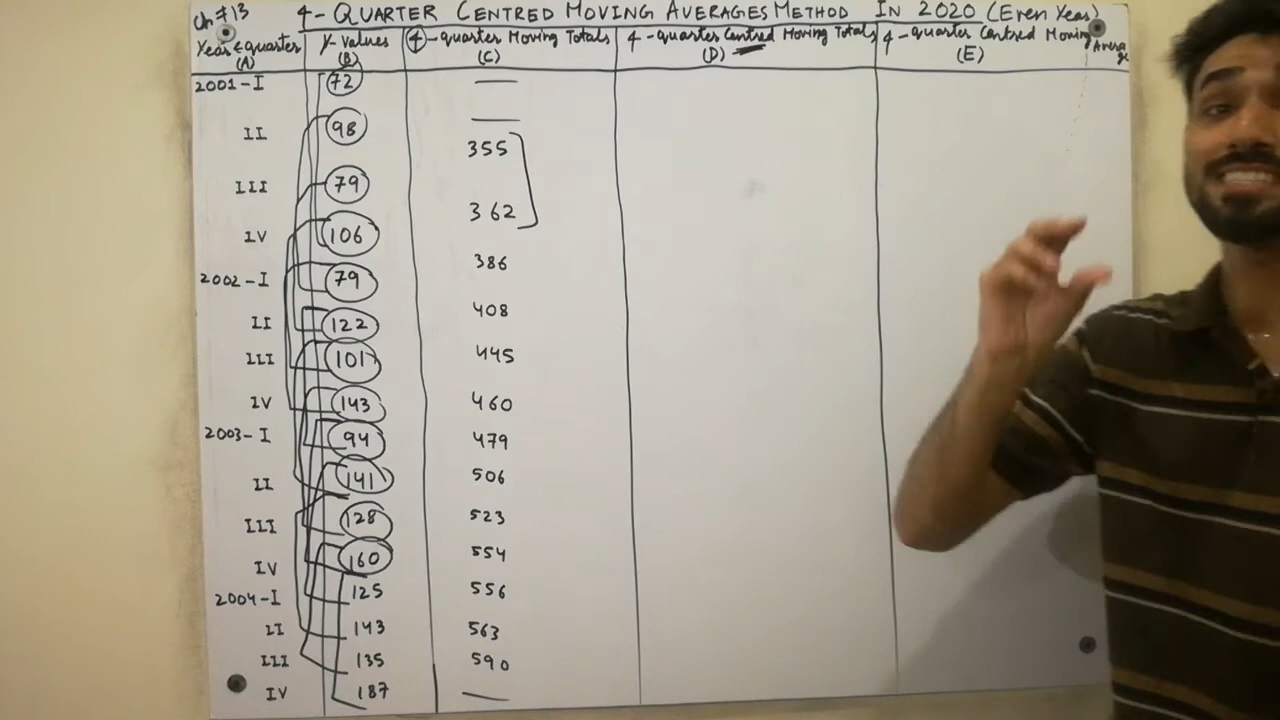 Ch # 13
4 - QUARTER CENTRED MOVING AVERAGES METHOD IN 2020 (Even Year)
Year & quarter Y-values 4-quarter Moving Totals 4-quarter Centred Moving Totals 4-quarter Centred Moving Average
(A) (B) (C) (D) (E)
2001-I 72 —
II 98 —
355
III 79
362
IV 106
386
2002-I 79
408
II 122
445
III 101
460
IV 143
479
2003-I 94
506
II 141
523
III 128
554
IV 160
556
2004-I 125
563
II 143
590
III 135
IV 187 —